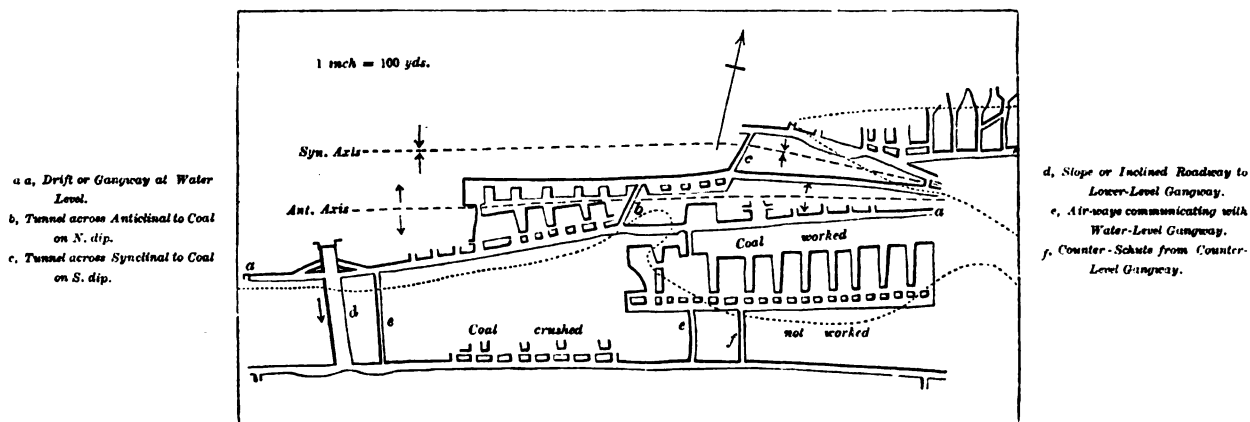 1 inch = 100 yds.
Syn. Axis
Ant. Axis
a a, Drift or Gangway at Water
Level.
b, Tunnel across Anticlinal to Coal
on N. dip.
c, Tunnel across Synclinal to Coal
on S. dip.
a
d
e
b
c
a
Coal worked
Coal crushed
e
f
not worked
d, Slope or Inclined Roadway to
Lower-Level Gangway.
e, Air-ways communicating with
Water-Level Gangway.
f, Counter-Schute from Counter-
Level Gangway.